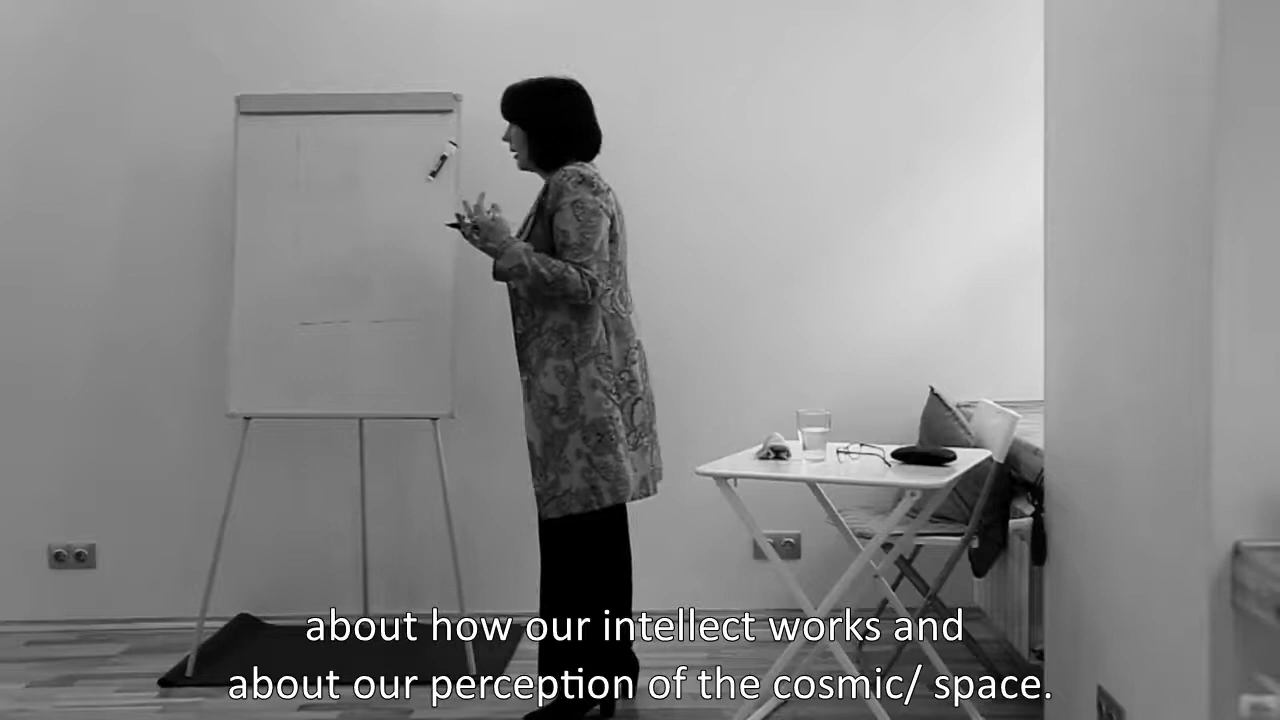 about how our intellect works and
about our perception of the cosmic/ space.